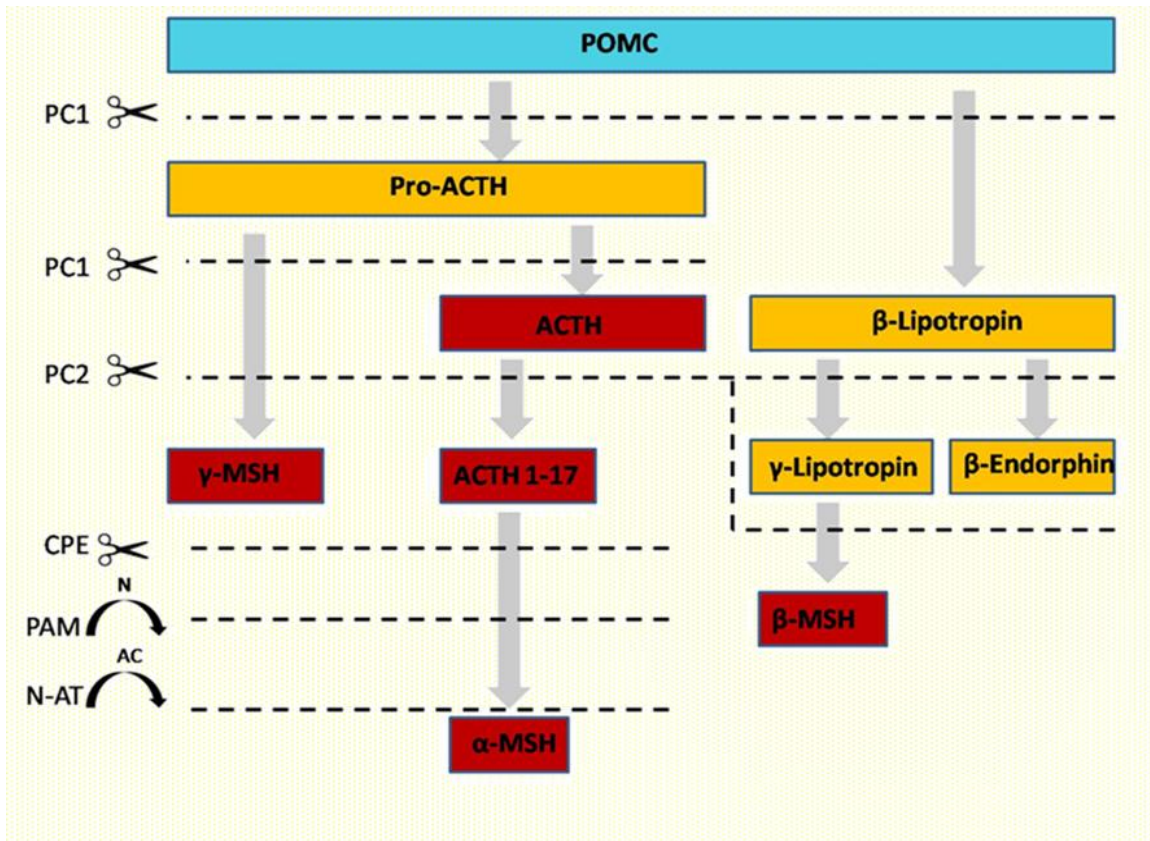 POMC
PC1
Pro-ACTH
PC1
ACTH
β-Lipotropin
PC2
γ-MSH
ACTH 1-17
γ-Lipotropin
β-Endorphin
CPE
N
PAM
β-MSH
AC
N-AT
α-MSH